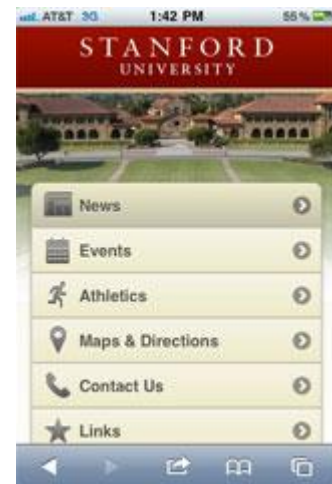 AT&T 3G 1:42 PM 55%
STANFORD
UNIVERSITY
News
Events
Athletics
Maps & Directions
Contact Us
Links